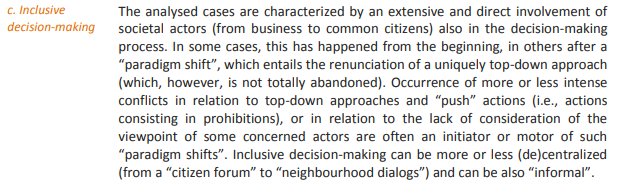 c. Inclusive
decision-making
The analysed cases are characterized by an extensive and direct involvement of
societal actors (from business to common citizens) also in the decision-making
process. In some cases, this has happened from the beginning, in others after a
“paradigm shift”, which entails the renunciation of a uniquely top-down approach
(which, however, is not totally abandoned). Occurrence of more or less intense
conflicts in relation to top-down approaches and “push” actions (i.e., actions
consisting in prohibitions), or in relation to the lack of consideration of the
viewpoint of some concerned actors are often an initiator or motor of such
“paradigm shifts”. Inclusive decision-making can be more or less (de)centralized
(from a “citizen forum” to “neighbourhood dialogs”) and can be also “informal”.